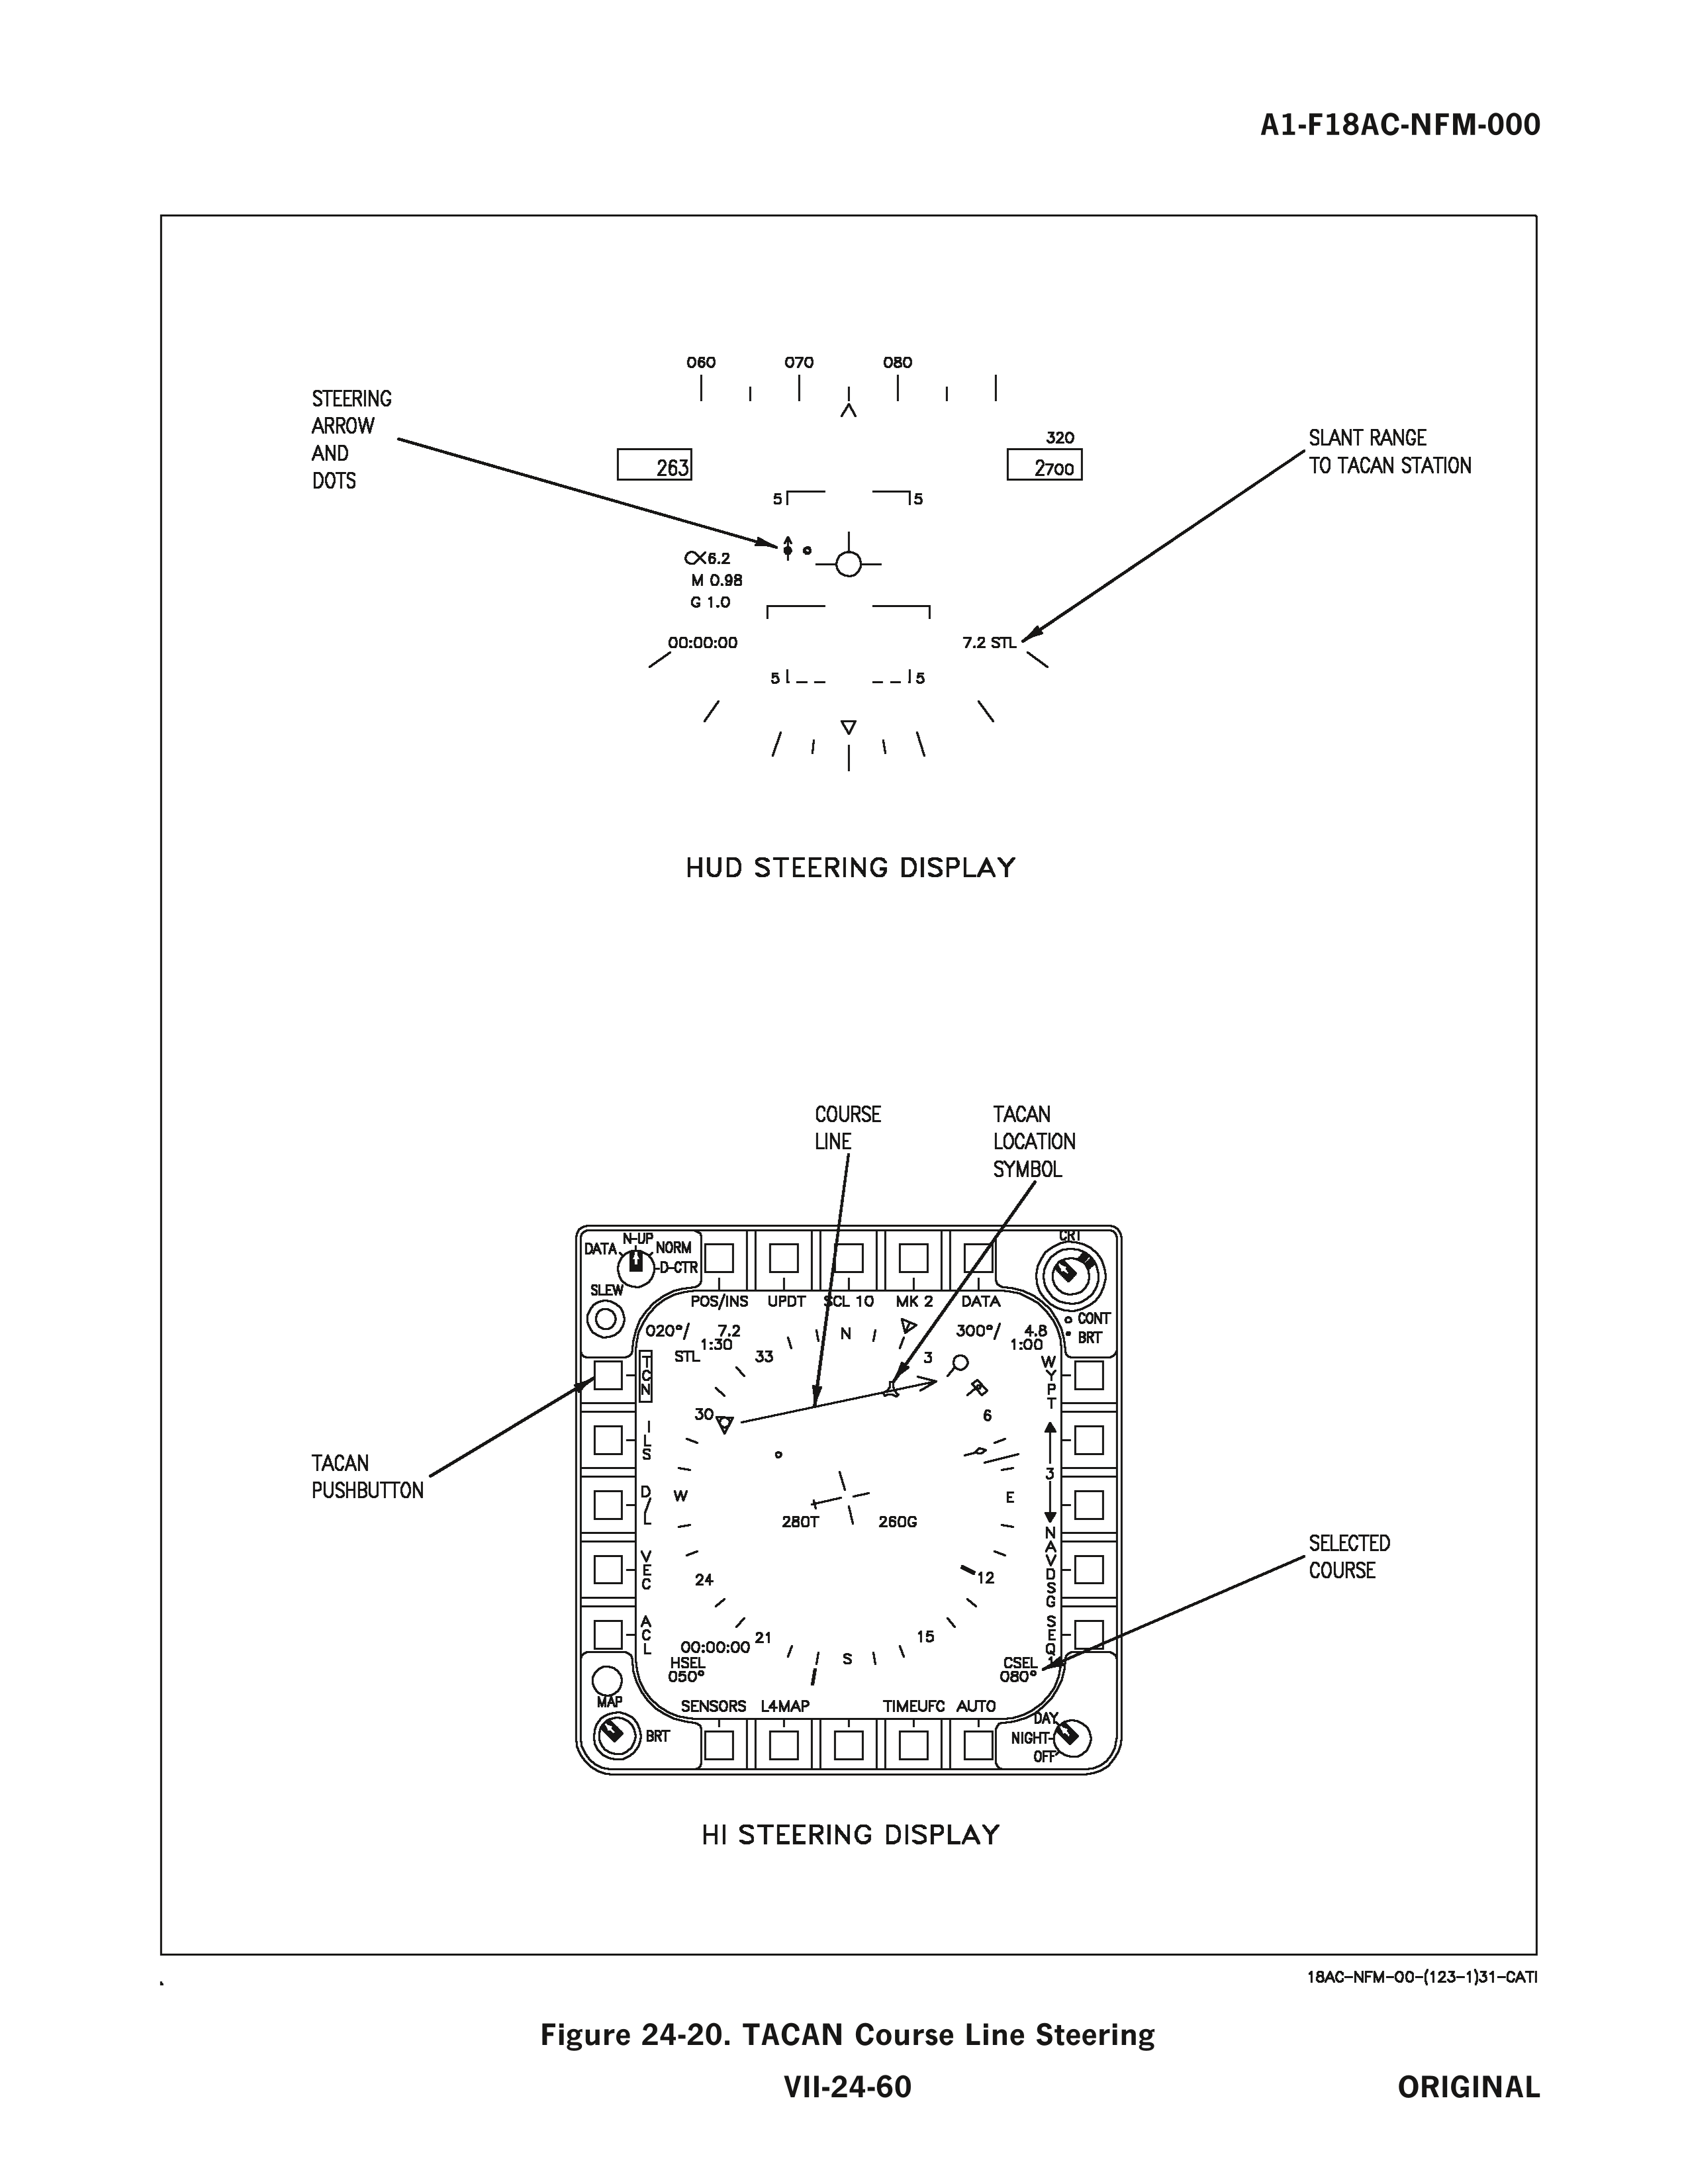 A1-F18AC-NFM-000
060 070 080
STEERING
ARROW
AND
DOTS
SLANT RANGE
TO TACAN STATION
320
263
2700
5 5
α6.2
M 0.98
G 1.0
00:00:00
7.2 STL
5 5
HUD STEERING DISPLAY
COURSE
LINE
TACAN
LOCATION
SYMBOL
DATA N-UP NORM
D-CTR
SLEW
CRT
CONT
BRT
POS/INS UPDT SCL 10 MK 2 DATA
020°/ 7.2
1:30
STL
300°/ 4.8
1:00
N
33
3
30
6
W
E
280T 260G
24
12
21
15
S
TCN
ILS
D/L
VEC
ACL
WYPT
3
NAVDSG
SEQ
00:00:00
HSEL
050°
CSEL
080°
TACAN
PUSHBUTTON
SELECTED
COURSE
MAP
BRT
SENSORS L4MAP TIMEUFC AUTO
DAY
NIGHT
OFF
HI STEERING DISPLAY
18AC-NFM-00-(123-1)31-CATI
Figure 24-20. TACAN Course Line Steering
VII-24-60
ORIGINAL